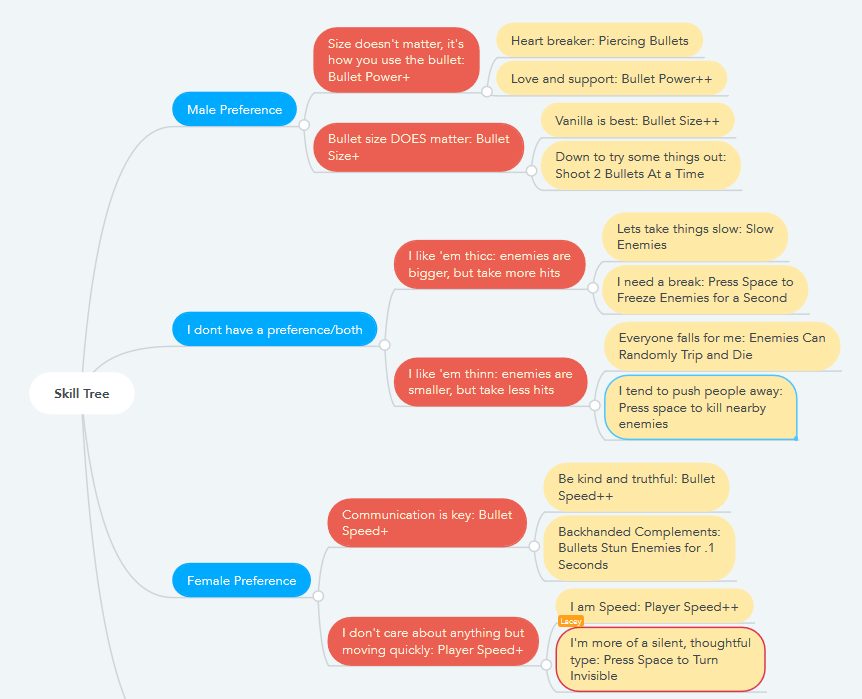 Size doesn't matter, it's
how you use the bullet:
Bullet Power+
Heart breaker: Piercing Bullets
Love and support: Bullet Power++
Male Preference
Bullet size DOES matter: Bullet
Size+
Vanilla is best: Bullet Size++
Down to try some things out:
Shoot 2 Bullets At a Time
I like 'em thicc: enemies are
bigger, but take more hits
Lets take things slow: Slow
Enemies
I need a break: Press Space to
Freeze Enemies for a Second
I dont have a preference/both
I like 'em thinn: enemies are
smaller, but take less hits
Everyone falls for me: Enemies Can
Randomly Trip and Die
I tend to push people away:
Press space to kill nearby
enemies
Skill Tree
Communication is key: Bullet
Speed+
Be kind and truthful: Bullet
Speed++
Backhanded Complements:
Bullets Stun Enemies for .1
Seconds
Female Preference
I don't care about anything but
moving quickly: Player Speed+
I am Speed: Player Speed++
Lacey
I'm more of a silent, thoughtful
type: Press Space to Turn
Invisible